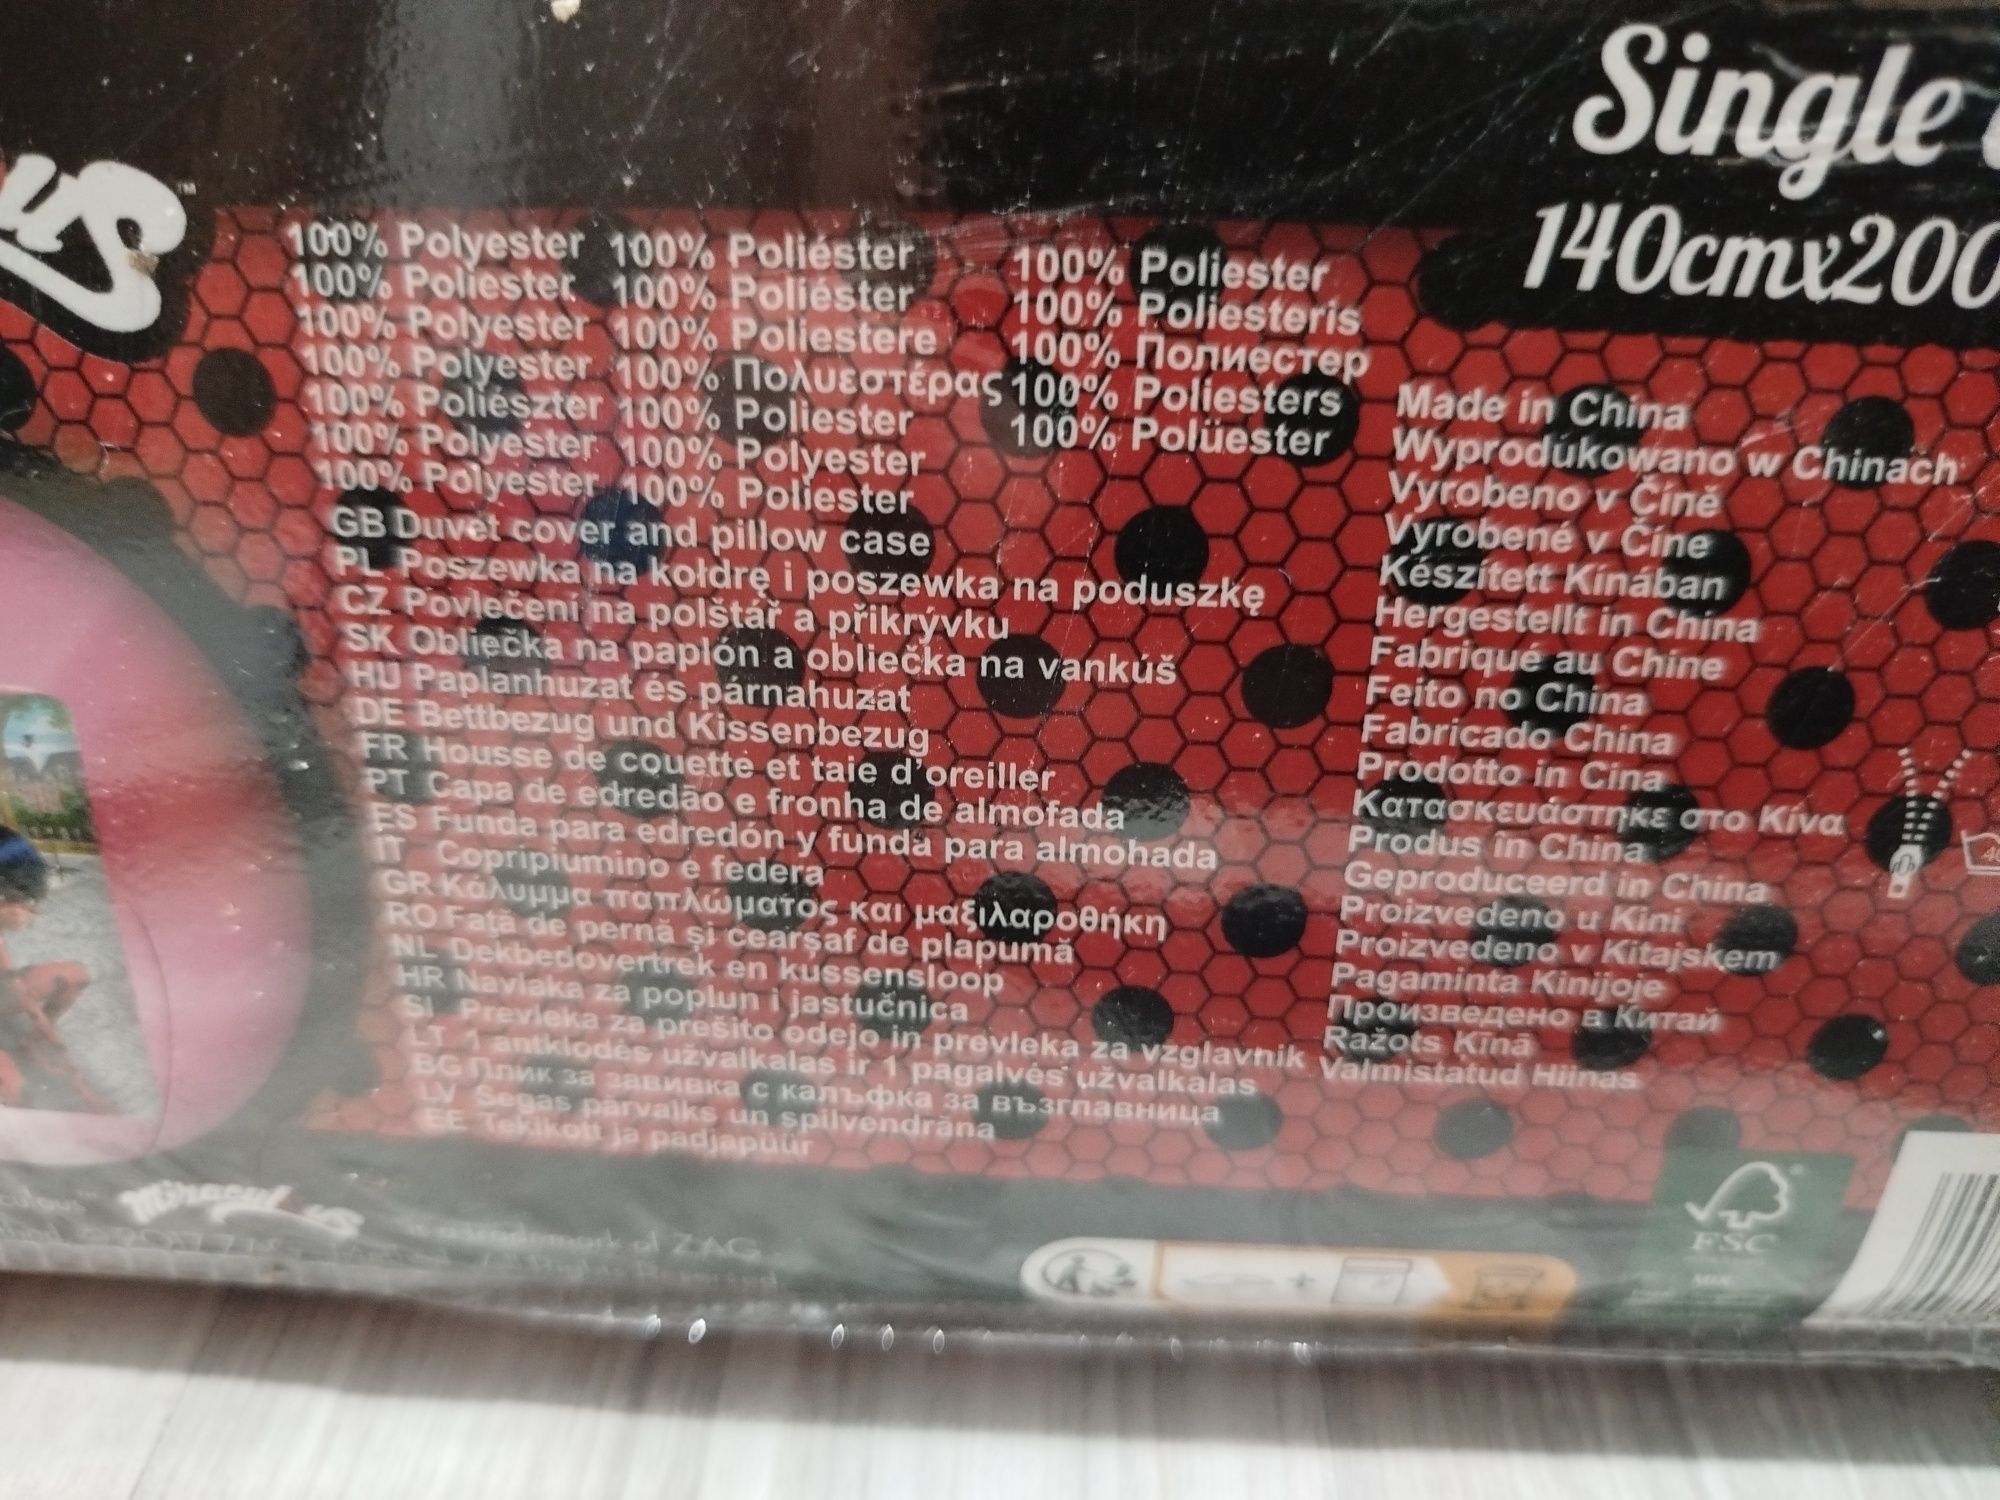 Single
140cmx200
™
100% Polyester
100% Poliester
100% Polyester
100% Polyester
100% Poliészter
100% Polyester
100% Polyester
100% Poliéster
100% Poliéster
100% Poliestere
100% Πολυεστέρας
100% Poliester
100% Polyester
100% Poliester
100% Poliester
100% Poliesteris
100% Полиестер
100% Poliesters
100% Polüester
GB Duvet cover and pillow case
PL Poszewka na kołdrę i poszewka na poduszkę
CZ Povlečení na polštář a přikrývku
SK Obliečka na paplón a obliečka na vankúš
HU Paplanhuzat és párnahuzat
DE Bettbezug und Kissenbezug
FR Housse de couette et taie d'oreiller
PT Capa de edredão e fronha de almofada
ES Funda para edredón y funda para almohada
IT Copripiumino e federa
GR Κάλυμμα παπλώματος και μαξιλαροθήκη
RO Față de pernă și cearșaf de plapumă
NL Dekbedovertrek en kussensloop
HR Navlaka za poplun i jastučnica
SI Prevleka za prešito odejo in prevleka za vzglavnik
LT 1 antklodės užvalkalas ir 1 pagalvės užvalkalas
BG Плик за завивка с калъфка за възглавница
LV Segas pārvalks un spilvendrāna
EE Tekikott ja padjapüür
Made in China
Wyprodukowano w Chinach
Vyrobeno v Číně
Vyrobené v Číne
Készített Kínában
Hergestellt in China
Fabriqué au Chine
Feito no China
Fabricado China
Prodotto in Cina
Κατασκευάστηκε στο Κίνα
Produs in China
Geproduceerd in China
Proizvedeno u Kini
Proizvedeno v Kitajskem
Pagaminta Kinijoje
Произведено в Китай
Ražots Ķīnā
Valmistatud Hiinas
Miraculous
trademark of ZAG
Rights Reserved
FSC
MIX